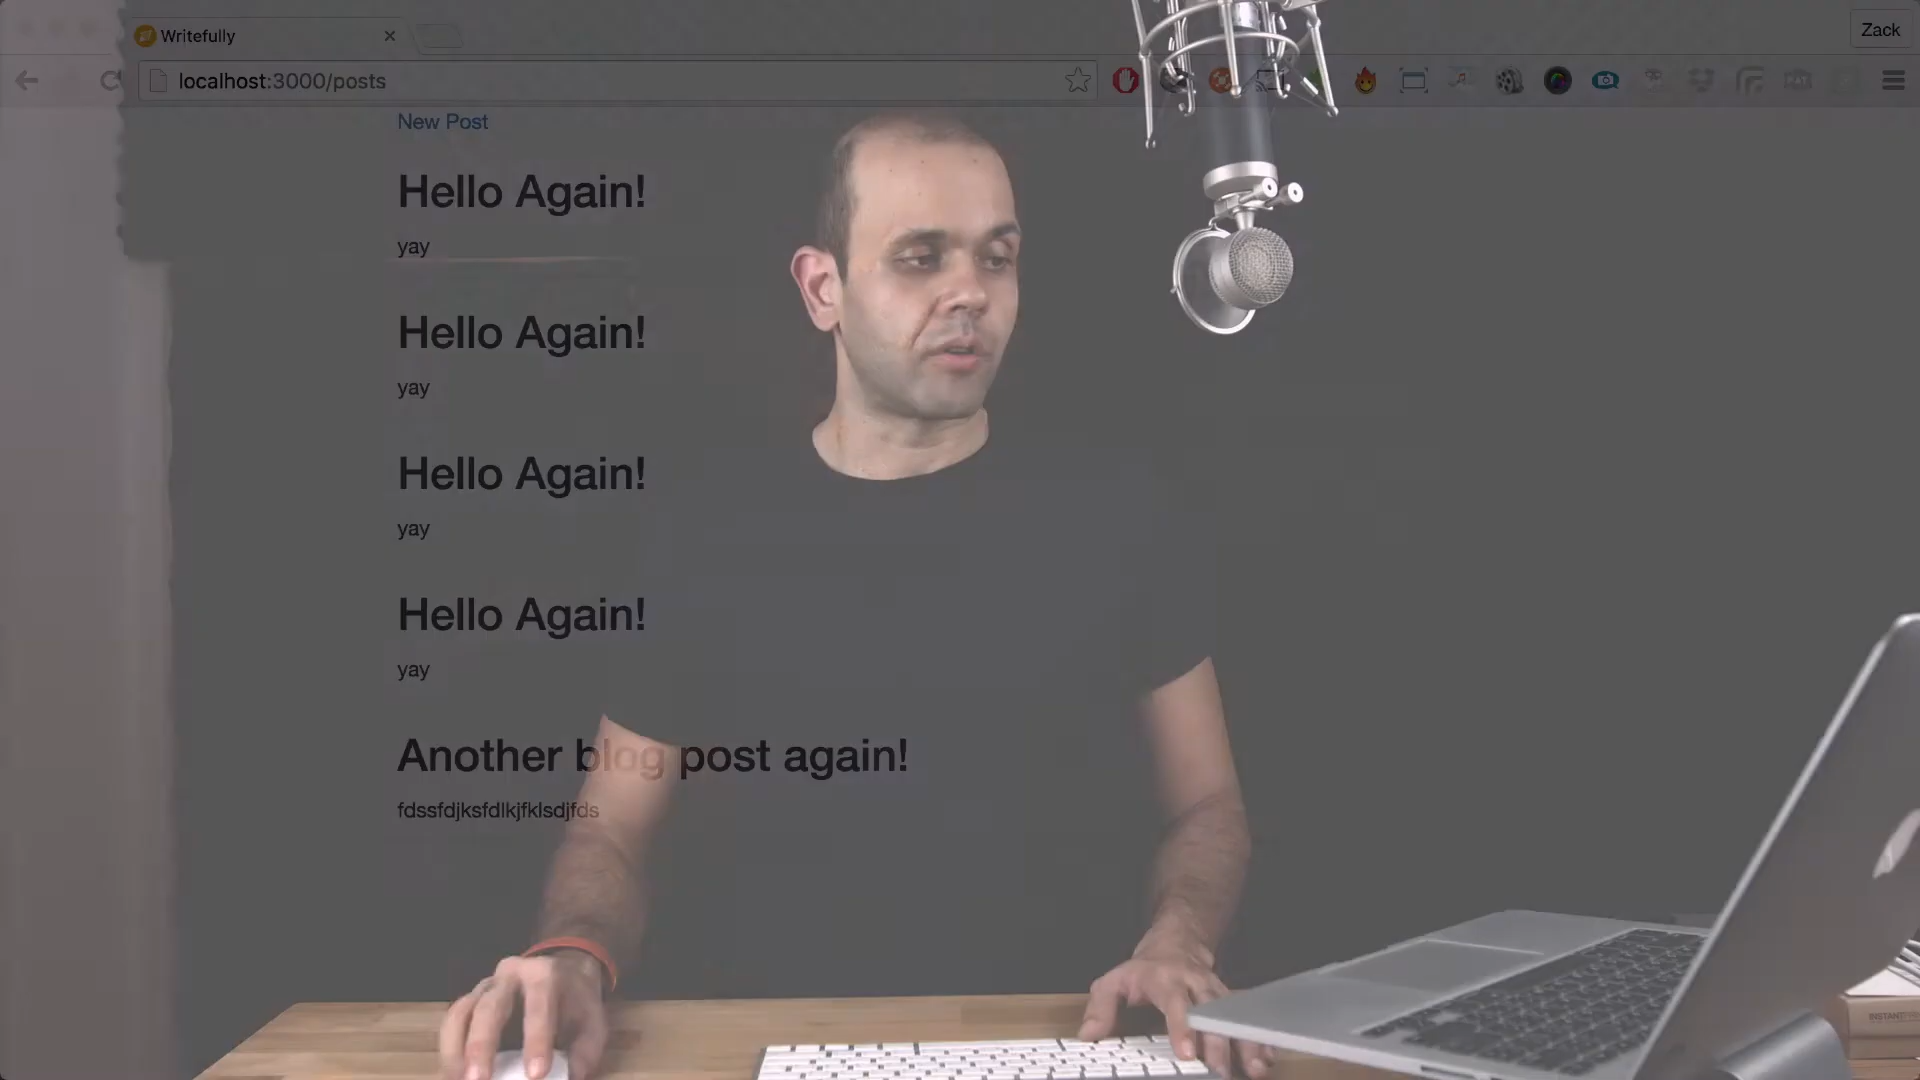 Writefully
Zack
localhost:3000/posts
New Post
Hello Again!
yay
Hello Again!
yay
Hello Again!
yay
Hello Again!
yay
Another blog post again!
fdssfdjksfdlkjfklsdjfds